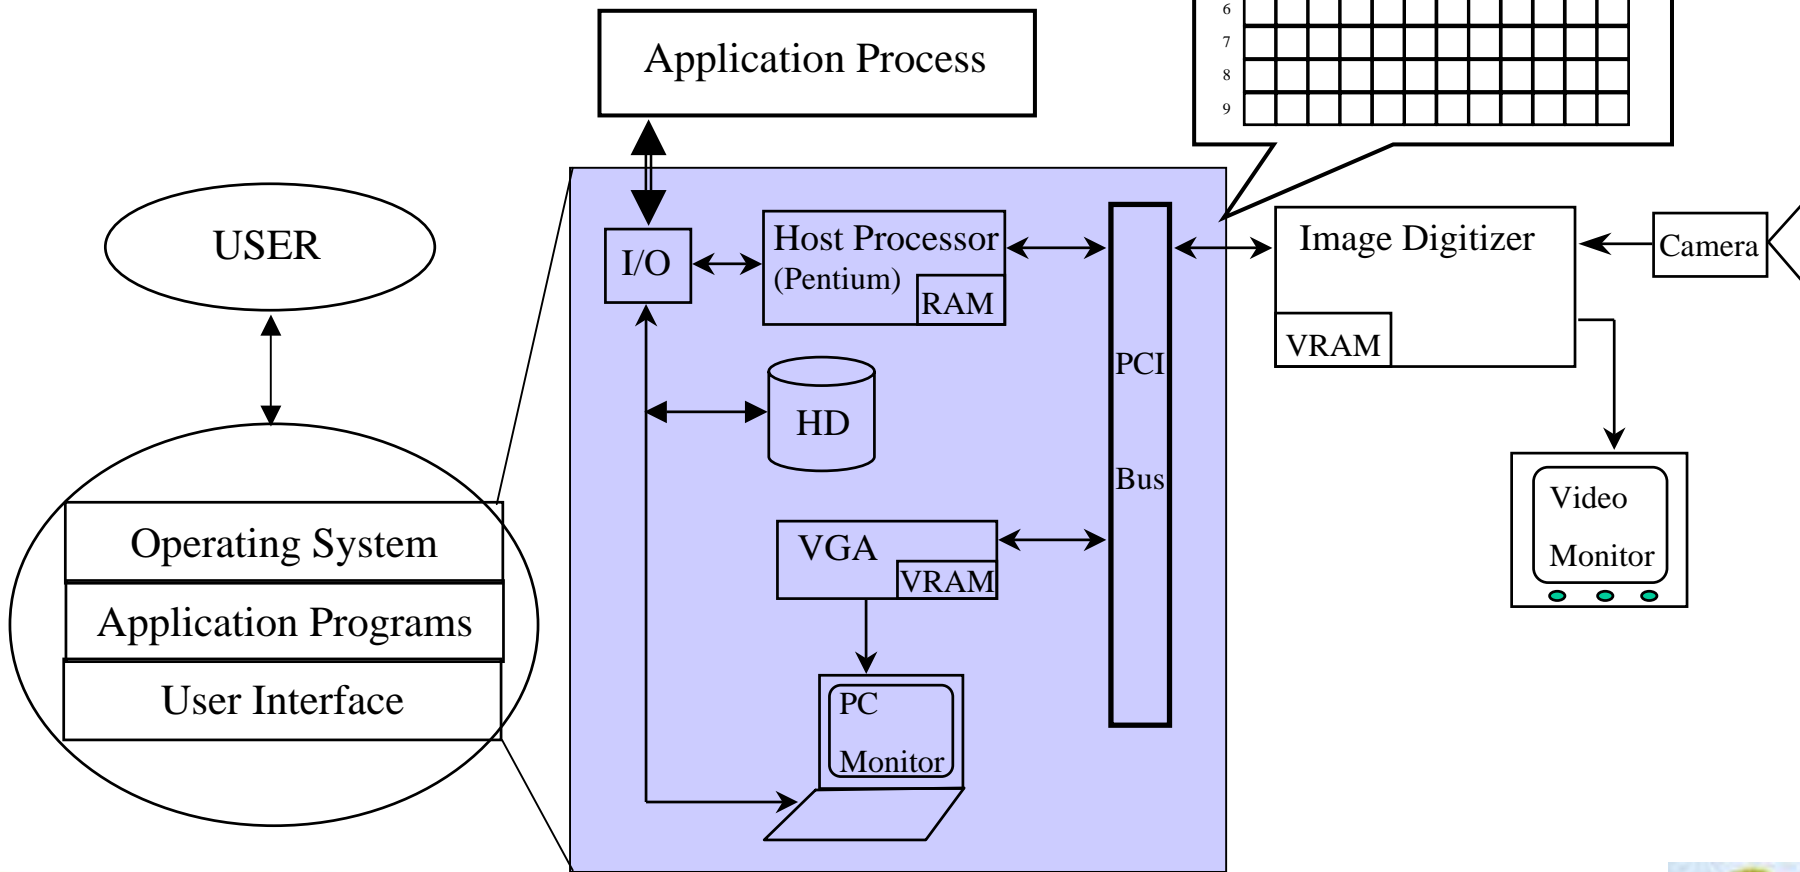 6
7
8
9
Application Process
USER
I/O
Host Processor
(Pentium)
RAM
PCI
Bus
Image Digitizer
VRAM
Camera
HD
Video
Monitor
VGA
VRAM
PC
Monitor
Operating System
Application Programs
User Interface